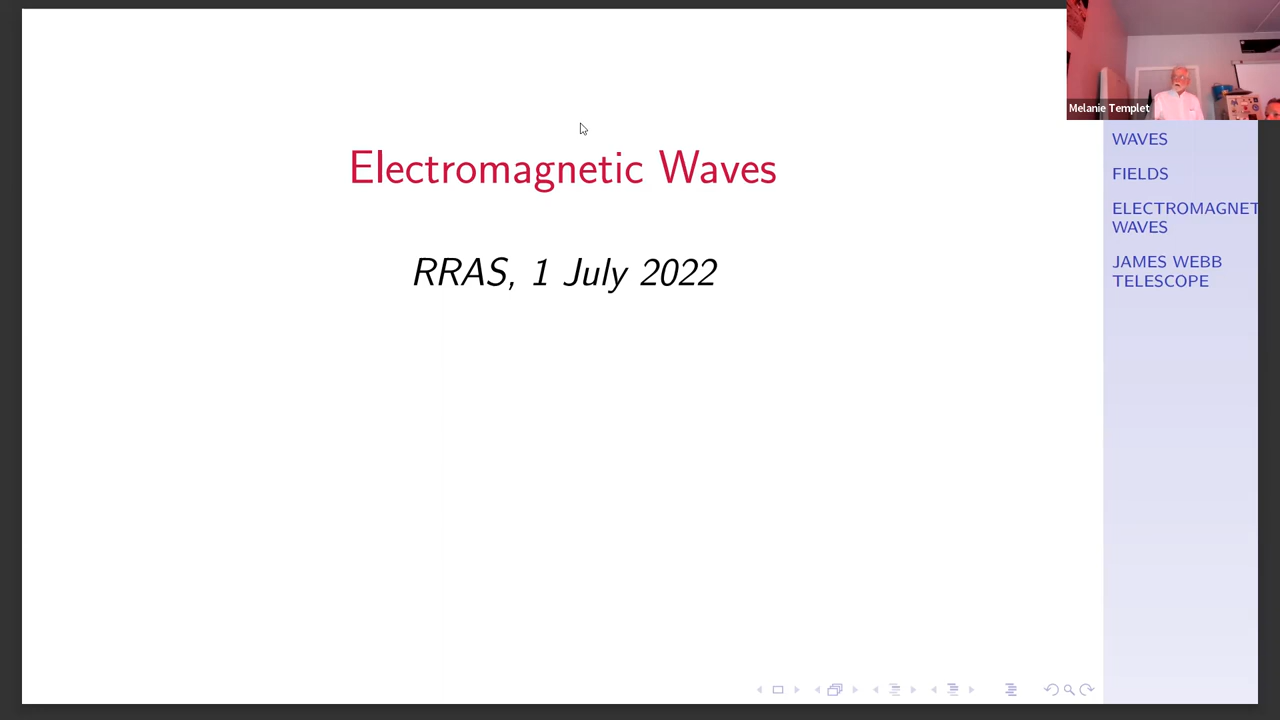 Melanie Templet
Electromagnetic Waves
RRAS, 1 July 2022
WAVES
FIELDS
ELECTROMAGNET
WAVES
JAMES WEBB
TELESCOPE